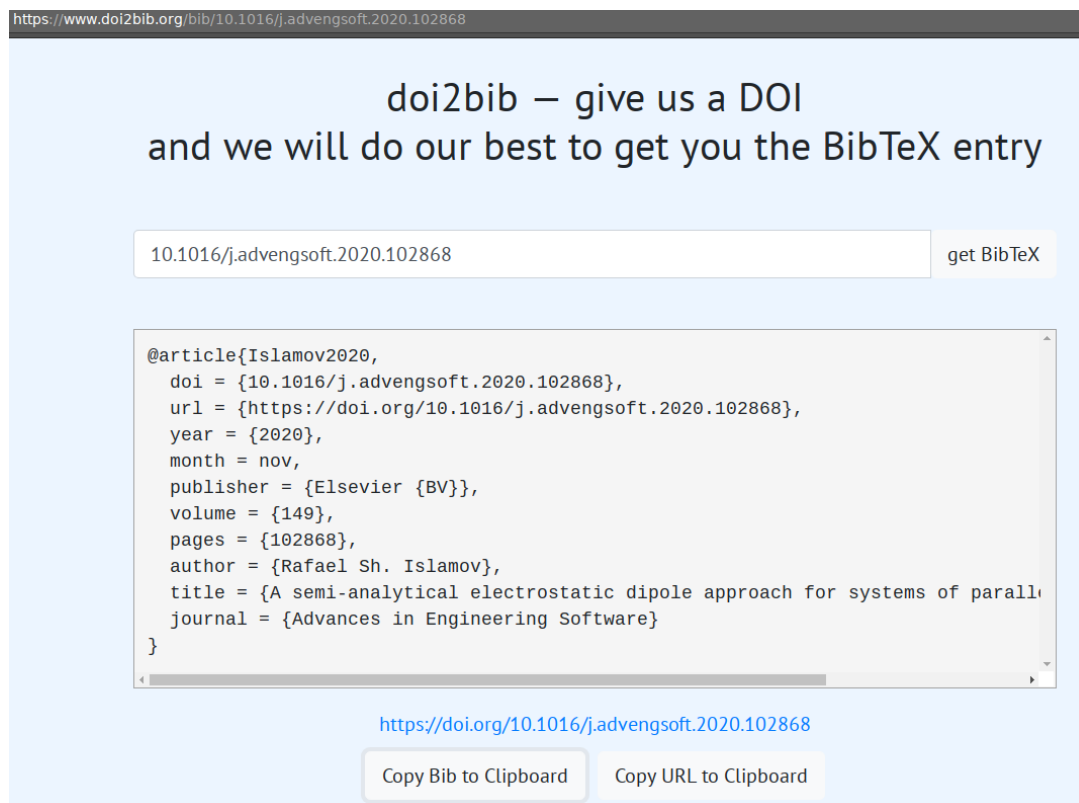 https://www.doi2bib.org/bib/10.1016/j.advengsoft.2020.102868
doi2bib — give us a DOI
and we will do our best to get you the BibTeX entry
10.1016/j.advengsoft.2020.102868 get BibTeX
@article{Islamov2020,
  doi = {10.1016/j.advengsoft.2020.102868},
  url = {https://doi.org/10.1016/j.advengsoft.2020.102868},
  year = {2020},
  month = nov,
  publisher = {Elsevier {BV}},
  volume = {149},
  pages = {102868},
  author = {Rafael Sh. Islamov},
  title = {A semi-analytical electrostatic dipole approach for systems of
  journal = {Advances in Engineering Software}
}
https://doi.org/10.1016/j.advengsoft.2020.102868
Copy Bib to Clipboard Copy URL to Clipboard